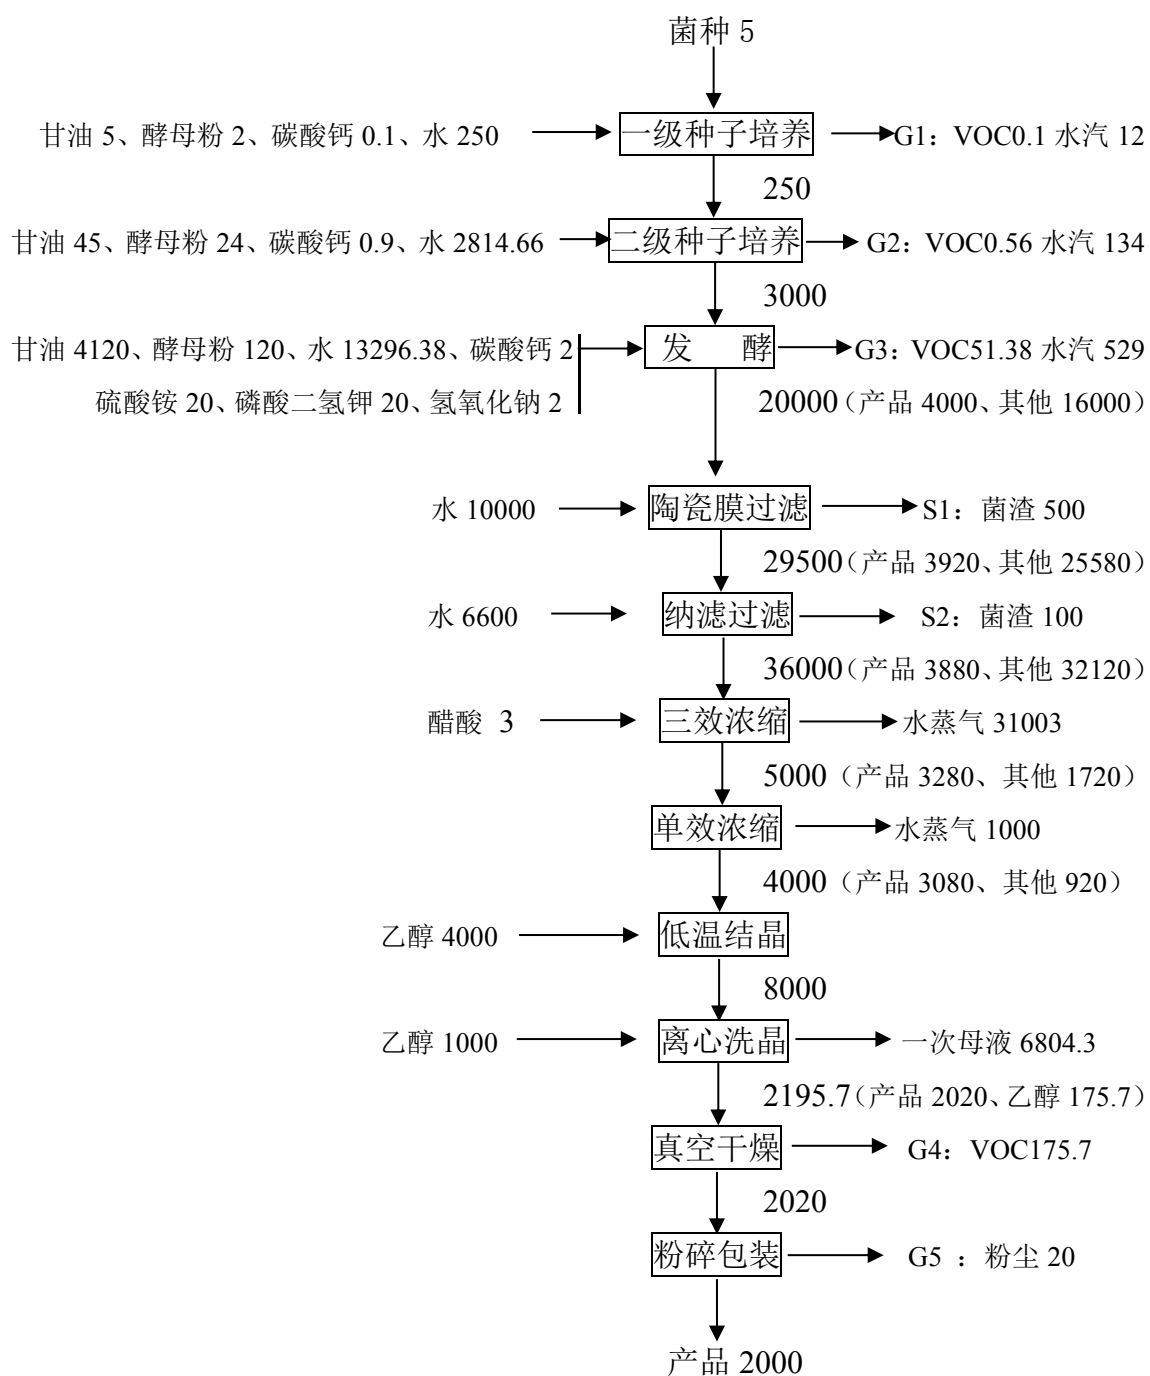 菌种 5
甘油 5、酵母粉 2、碳酸钙 0.1、水 250
一级种子培养
G1：VOC0.1 水汽 12
250
甘油 45、酵母粉 24、碳酸钙 0.9、水 2814.66
二级种子培养
G2：VOC0.56 水汽 134
3000
甘油 4120、酵母粉 120、水 13296.38、碳酸钙 2
硫酸铵 20、磷酸二氢钾 20、氢氧化钠 2
发 酵
G3：VOC51.38 水汽 529
20000（产品 4000、其他 16000）
水 10000
陶瓷膜过滤
S1：菌渣 500
29500（产品 3920、其他 25580）
水 6600
纳滤过滤
S2：菌渣 100
36000（产品 3880、其他 32120）
醋酸 3
三效浓缩
水蒸气 31003
5000（产品 3280、其他 1720）
单效浓缩
水蒸气 1000
4000（产品 3080、其他 920）
乙醇 4000
低温结晶
8000
乙醇 1000
离心洗晶
一次母液 6804.3
2195.7（产品 2020、乙醇 175.7）
真空干燥
G4：VOC175.7
2020
粉碎包装
G5 ：粉尘 20
产品 2000